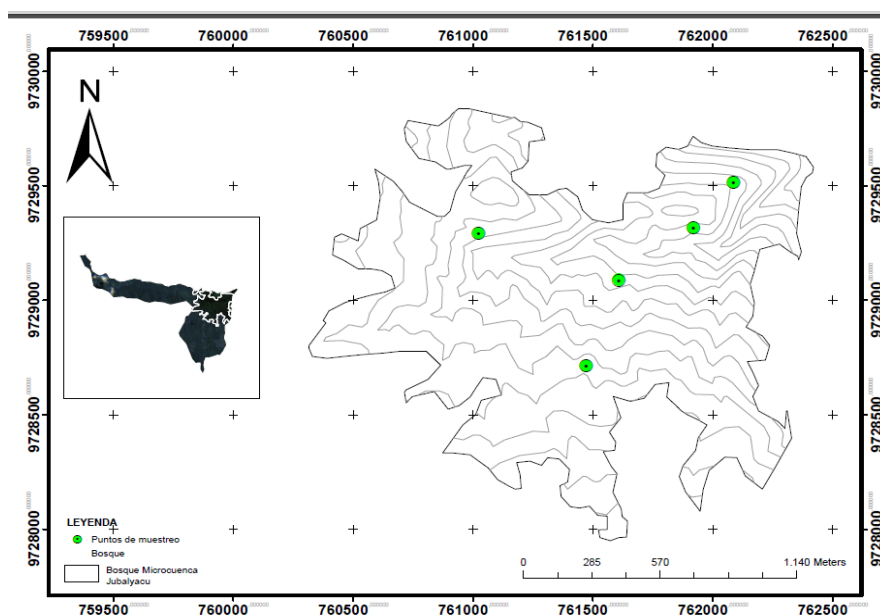 759500 760000 760500 761000 761500 762000 762500
9730000 9730000
N
9729500 9729500
9729000 9729000
9728500 9728500
9728000 9728000
LEYENDA
Puntos de muestreo
Bosque
Bosque Microcuenca
Jubalyacu
0 285 570 1.140 Meters
759500 760000 760500 761000 761500 762000 762500